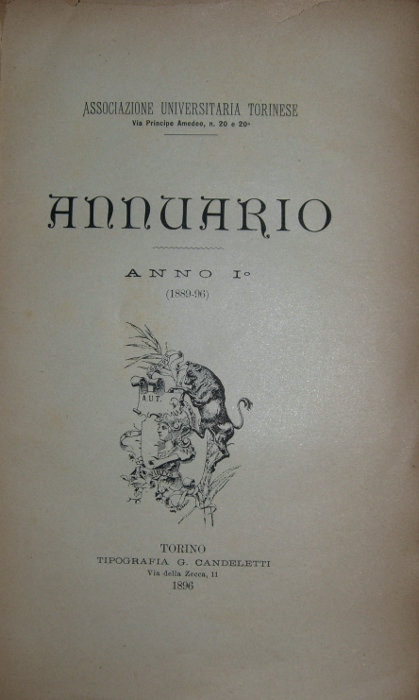 ASSOCIAZIONE UNIVERSITARIA TORINESE
Via Principe Amedeo, n. 20 e 20ᵃ
ANNUARIO
ANNO Iº
(1889-96)
A.U.T.
TORINO
TIPOGRAFIA G. CANDELETTI
Via della Zecca, 11
1896